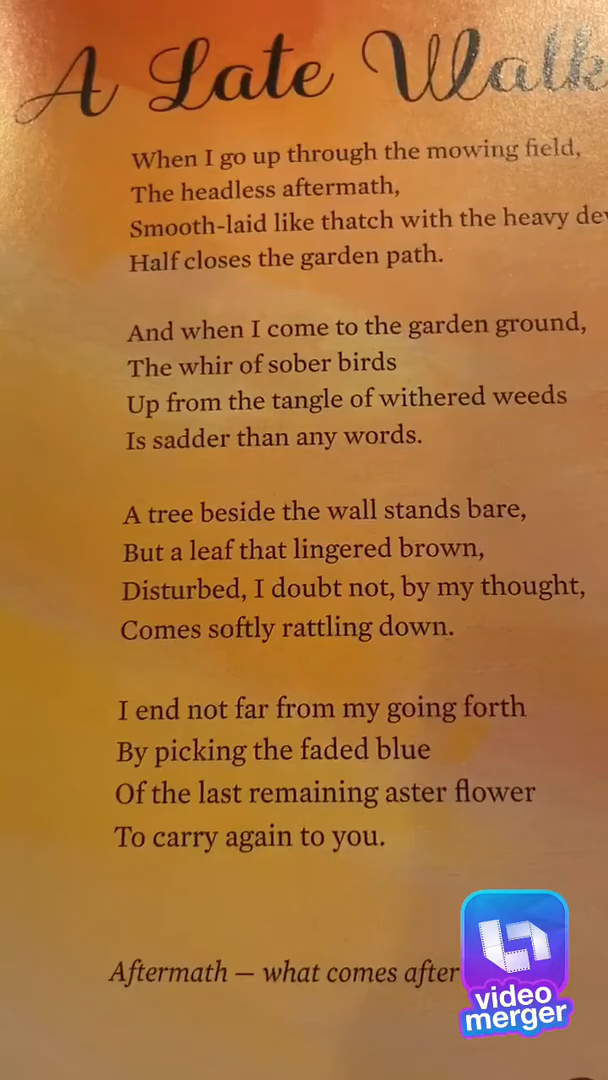 A Late Walk
When I go up through the mowing field,
The headless aftermath,
Smooth-laid like thatch with the heavy
Half closes the garden path.
And when I come to the garden ground,
The whir of sober birds
Up from the tangle of withered weeds
Is sadder than any words.
A tree beside the wall stands bare,
But a leaf that lingered brown,
Disturbed, I doubt not, by my thought,
Comes softly rattling down.
I end not far from my going forth
By picking the faded blue
Of the last remaining aster flower
To carry again to you.
Aftermath — what comes after
video
merger